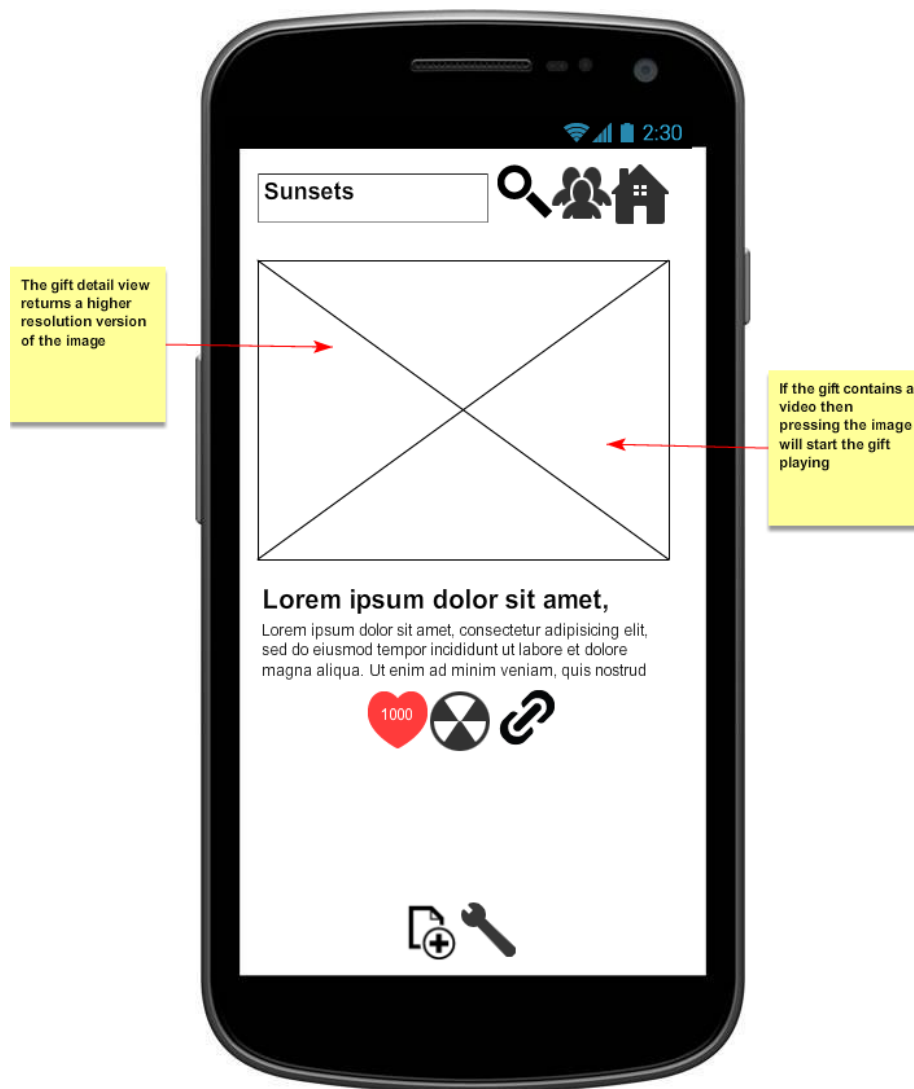 2:30
Sunsets
The gift detail view
returns a higher
resolution version
of the image
If the gift contains a
video then
pressing the image
will start the gift
playing
Lorem ipsum dolor sit amet,
Lorem ipsum dolor sit amet, consectetur adipisicing elit,
sed do eiusmod tempor incididunt ut labore et dolore
magna aliqua. Ut enim ad minim veniam, quis nostrud
1000